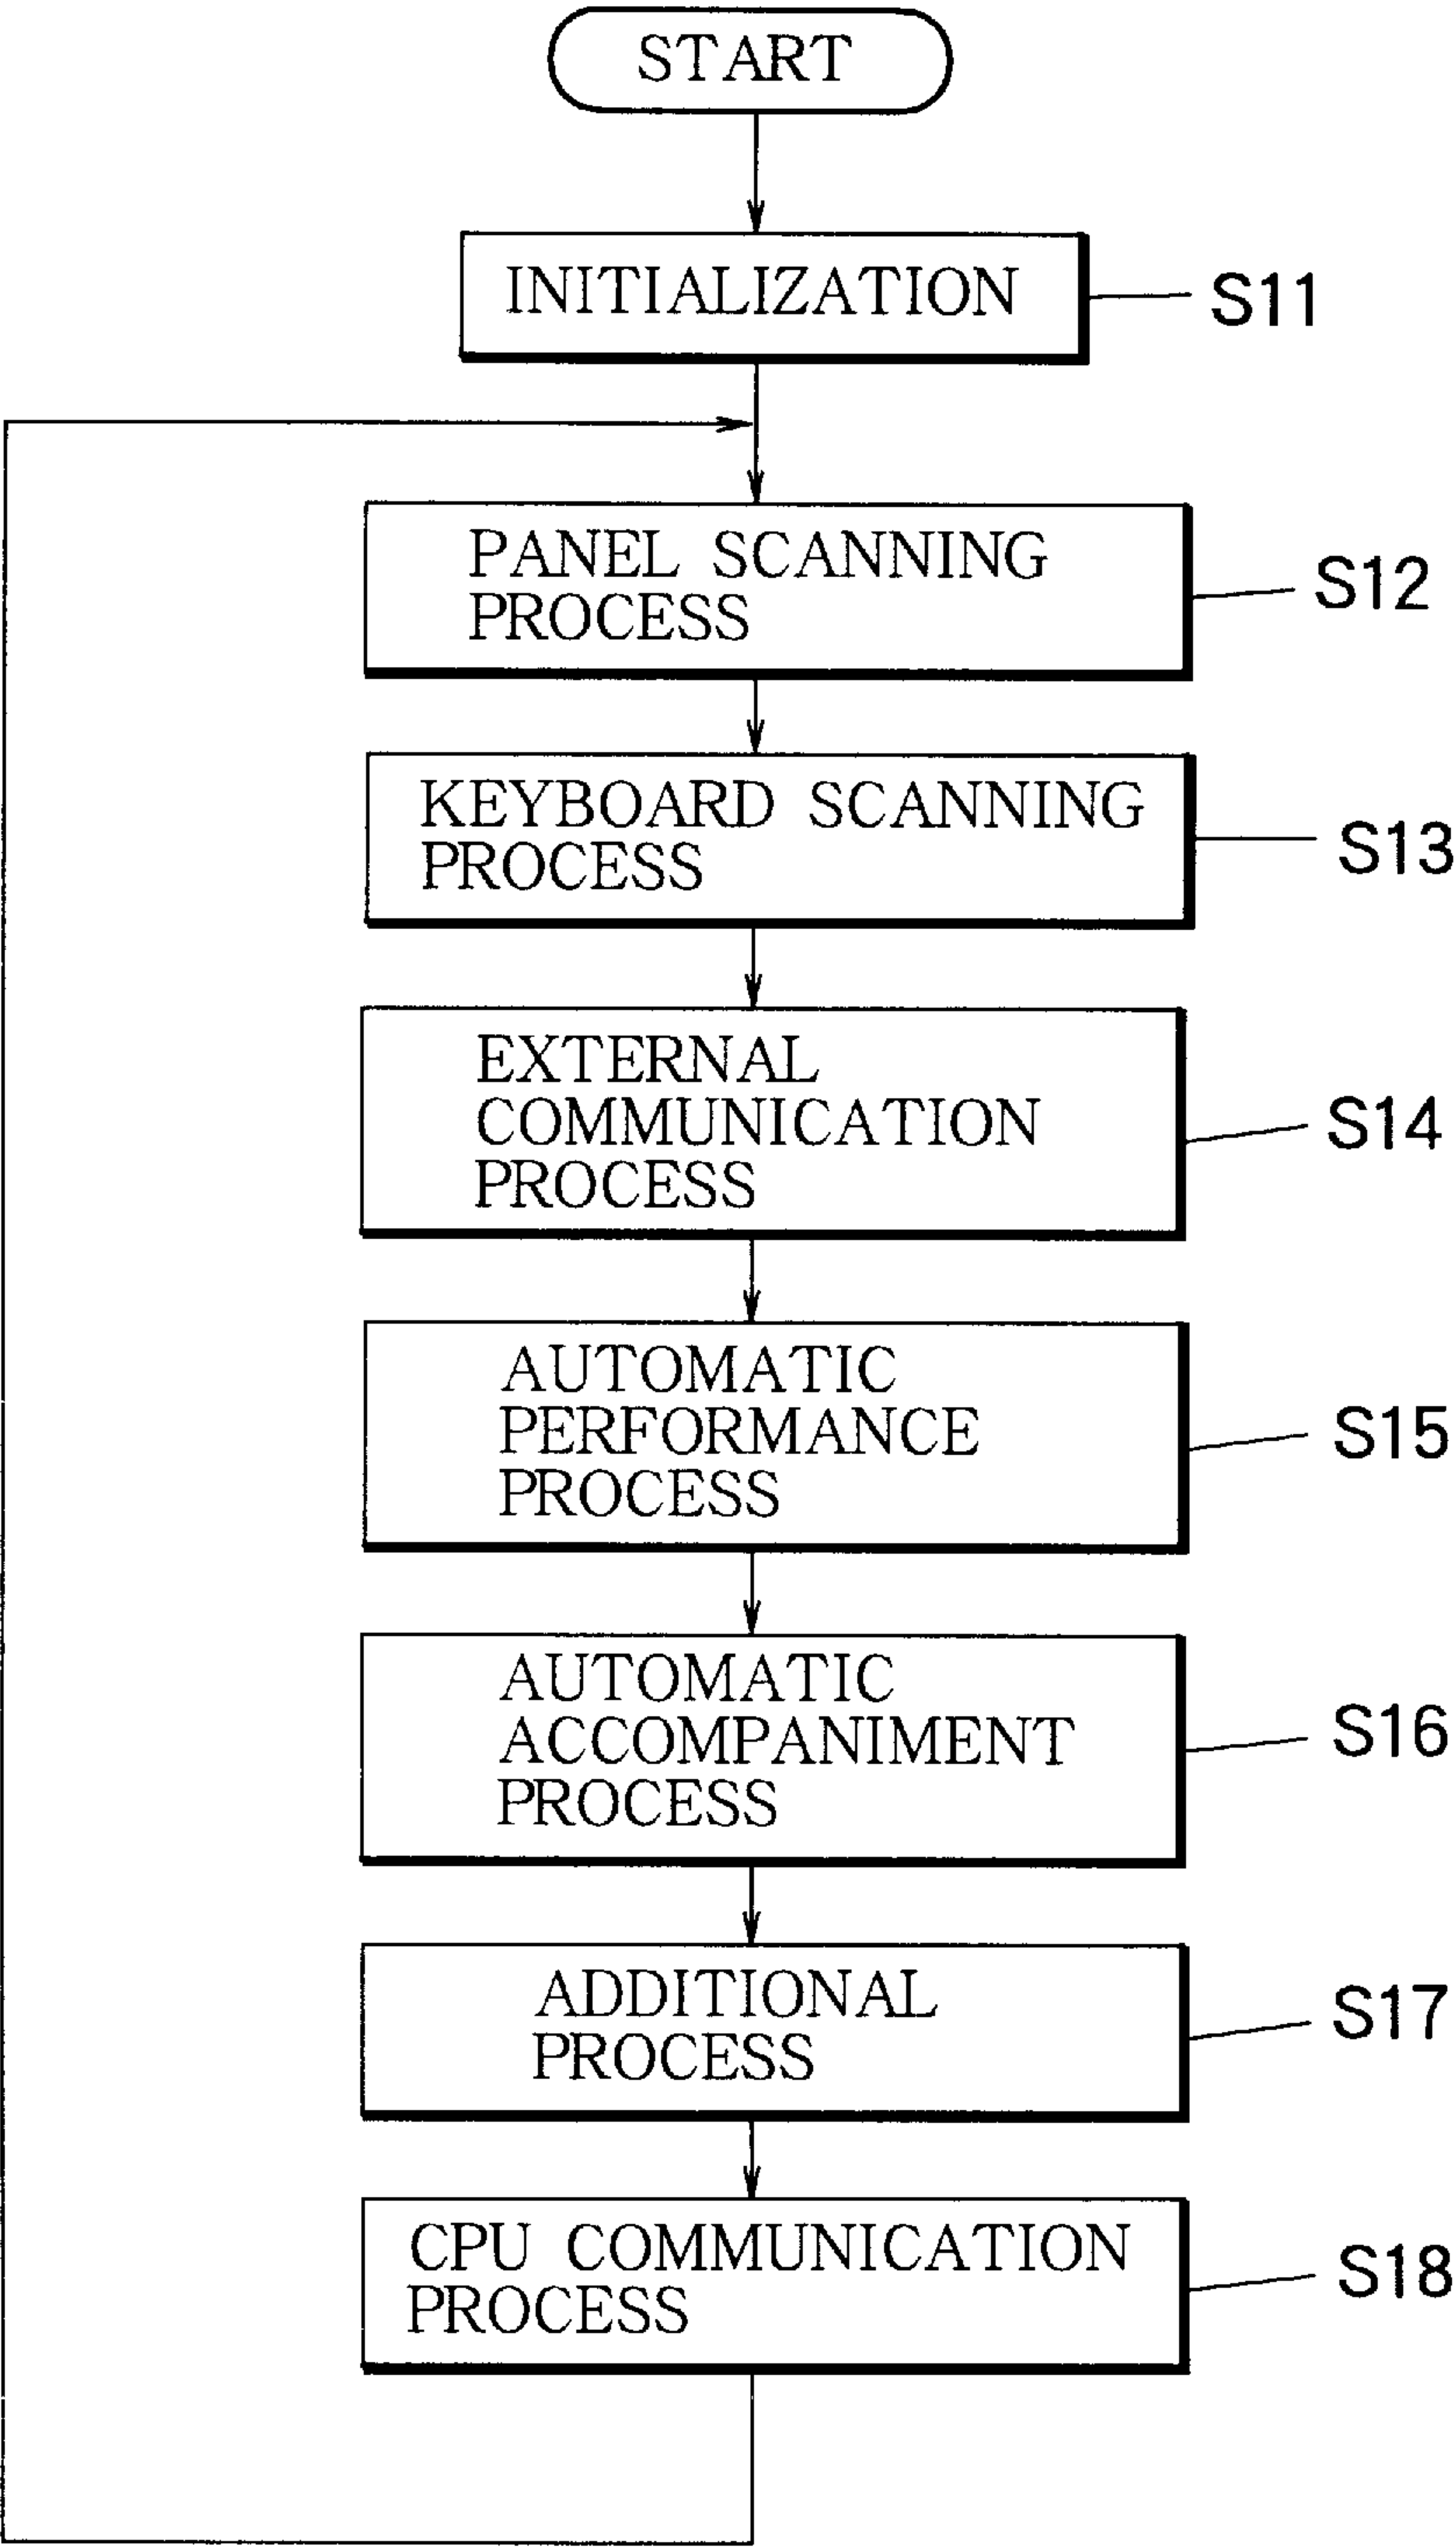 START
INITIALIZATION
S11
PANEL SCANNING
PROCESS
S12
KEYBOARD SCANNING
PROCESS
S13
EXTERNAL
COMMUNICATION
PROCESS
S14
AUTOMATIC
PERFORMANCE
PROCESS
S15
AUTOMATIC
ACCOMPANIMENT
PROCESS
S16
ADDITIONAL
PROCESS
S17
CPU COMMUNICATION
PROCESS
S18